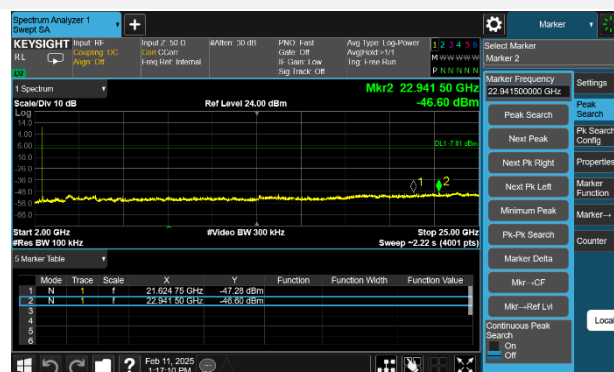 Spectrum Analyzer 1
Swept SA
Marker
KEYSIGHT Input: RF
Coupling: DC
Align: Off
RL
Input Z: 50 Ω
Corr CCorr
Freq Ref: Internal
#Atten: 30 dB
PNO: Fast
Gate: Off
IF Gain: Low
Sig Track: Off
Avg Type: Log-Power
Avg|Hold:>1/1
Trig: Free Run
1 2 3 4 5 6
M W W W W W
P N N N N N
Select Marker
Marker 2
1 Spectrum
Mkr2 22.941 50 GHz
-46.60 dBm
Scale/Div 10 dB
Ref Level 24.00 dBm
Log
14.0
4.00
-6.00
-16.0
-26.0
-36.0
-46.0
-56.0
-66.0
DL1 -7.81 dBm
1
2
Start 2.00 GHz
#Res BW 100 kHz
#Video BW 300 kHz
Stop 25.00 GHz
Sweep ~2.22 s (4001 pts)
5 Marker Table
Mode Trace Scale X Y Function Function Width Function Value
1 N 1 f 21.624 75 GHz -47.28 dBm
2 N 1 f 22.941 50 GHz -46.60 dBm
3
4
5
6
Marker Frequency
22.941500000 GHz
Peak Search
Next Peak
Next Pk Right
Next Pk Left
Minimum Peak
Pk-Pk Search
Marker Delta
Mkr→CF
Mkr→Ref Lvl
Continuous Peak
Search
On
Off
Settings
Peak
Search
Pk Search
Config
Properties
Marker
Function
Marker→
Counter
Local
Feb 11, 2025
1:17:10 PM